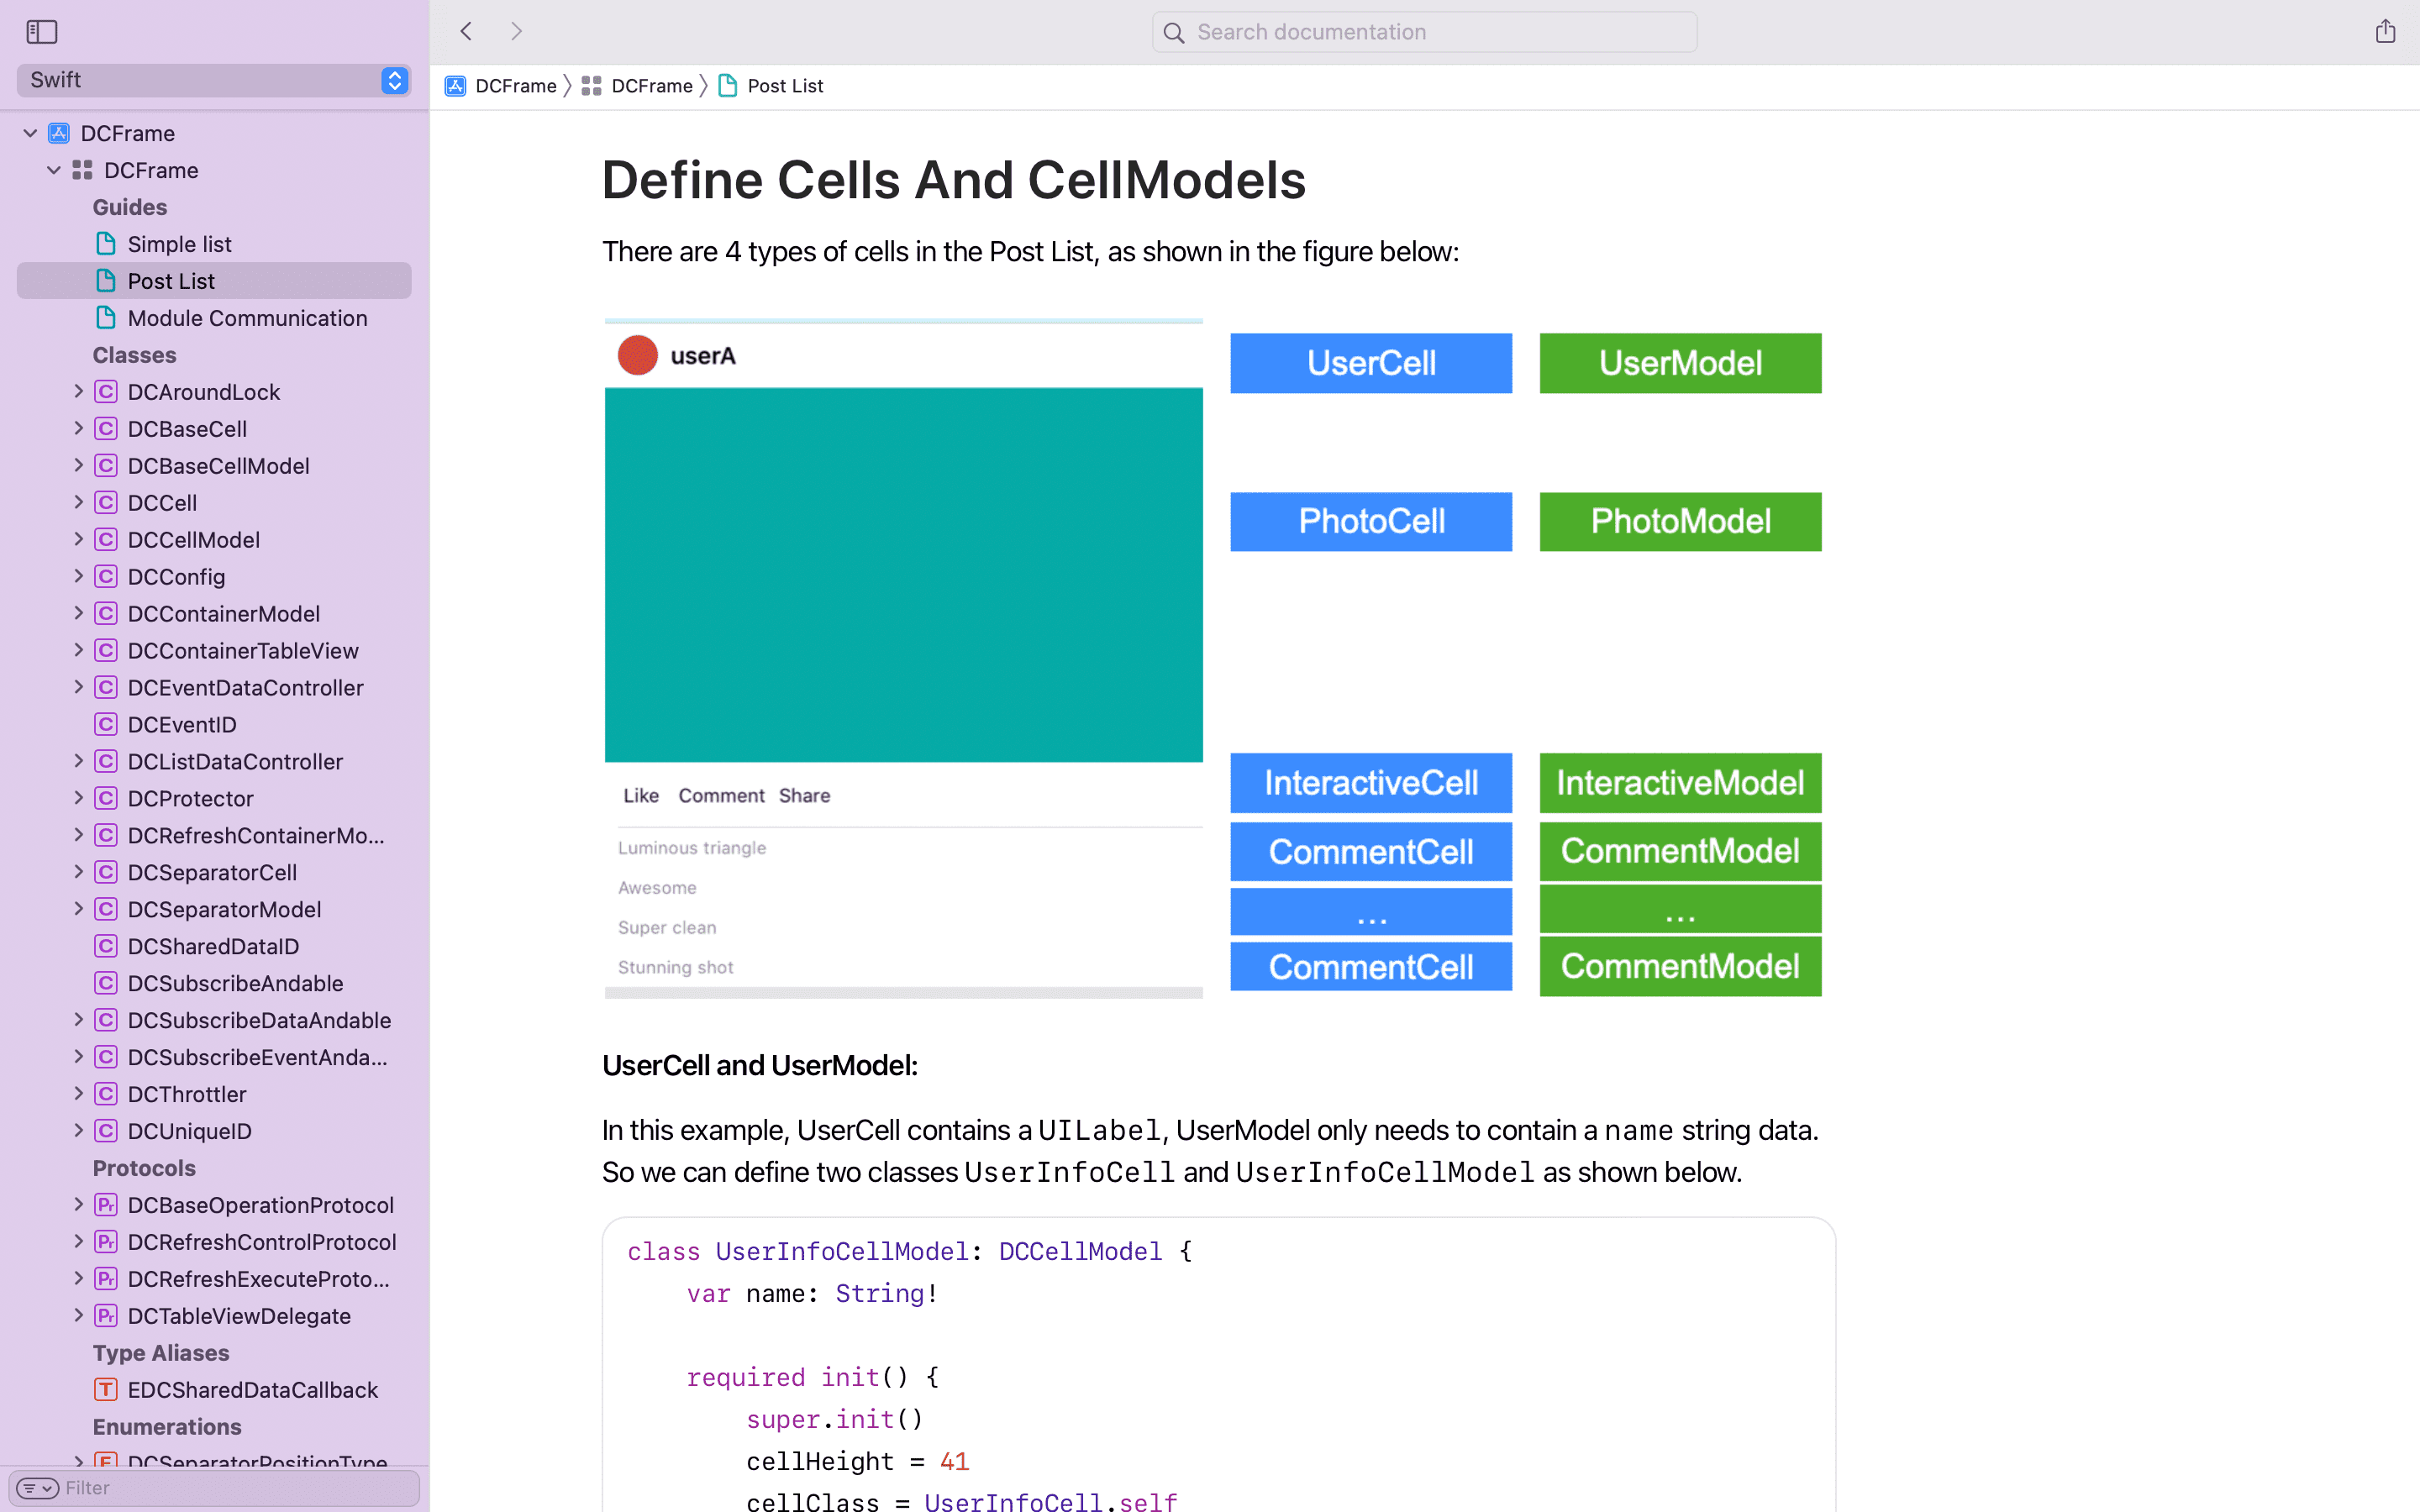 Swift
Search documentation
DCFrame
DCFrame
Post List
DCFrame
DCFrame
Guides
Simple list
Post List
Module Communication
Classes
C DCAroundLock
C DCBaseCell
C DCBaseCellModel
C DCCell
C DCCellModel
C DCConfig
C DCContainerModel
C DCContainerTableView
C DCEventDataController
C DCEventID
C DCListDataController
C DCProtector
C DCRefreshContainerMo...
C DCSeparatorCell
C DCSeparatorModel
C DCSharedDataID
C DCSubscribeAndable
C DCSubscribeDataAndable
C DCSubscribeEventAnda...
C DCThrottler
C DCUniqueID
Protocols
Pr DCBaseOperationProtocol
Pr DCRefreshControlProtocol
Pr DCRefreshExecuteProto...
Pr DCTableViewDelegate
Type Aliases
T EDCSharedDataCallback
Enumerations
E DCSeparatorPositionType
Filter
Define Cells And CellModels
There are 4 types of cells in the Post List, as shown in the figure below:
userA
UserCell UserModel
PhotoCell PhotoModel
Like Comment Share
InteractiveCell InteractiveModel
Luminous triangle
CommentCell CommentModel
Awesome
Super clean
... ...
Stunning shot
CommentCell CommentModel
UserCell and UserModel:
In this example, UserCell contains a UILabel, UserModel only needs to contain a name string data.
So we can define two classes UserInfoCell and UserInfoCellModel as shown below.
class UserInfoCellModel: DCCellModel {
    var name: String!
    required init() {
        super.init()
        cellHeight = 41
        cellClass = UserInfoCell.self